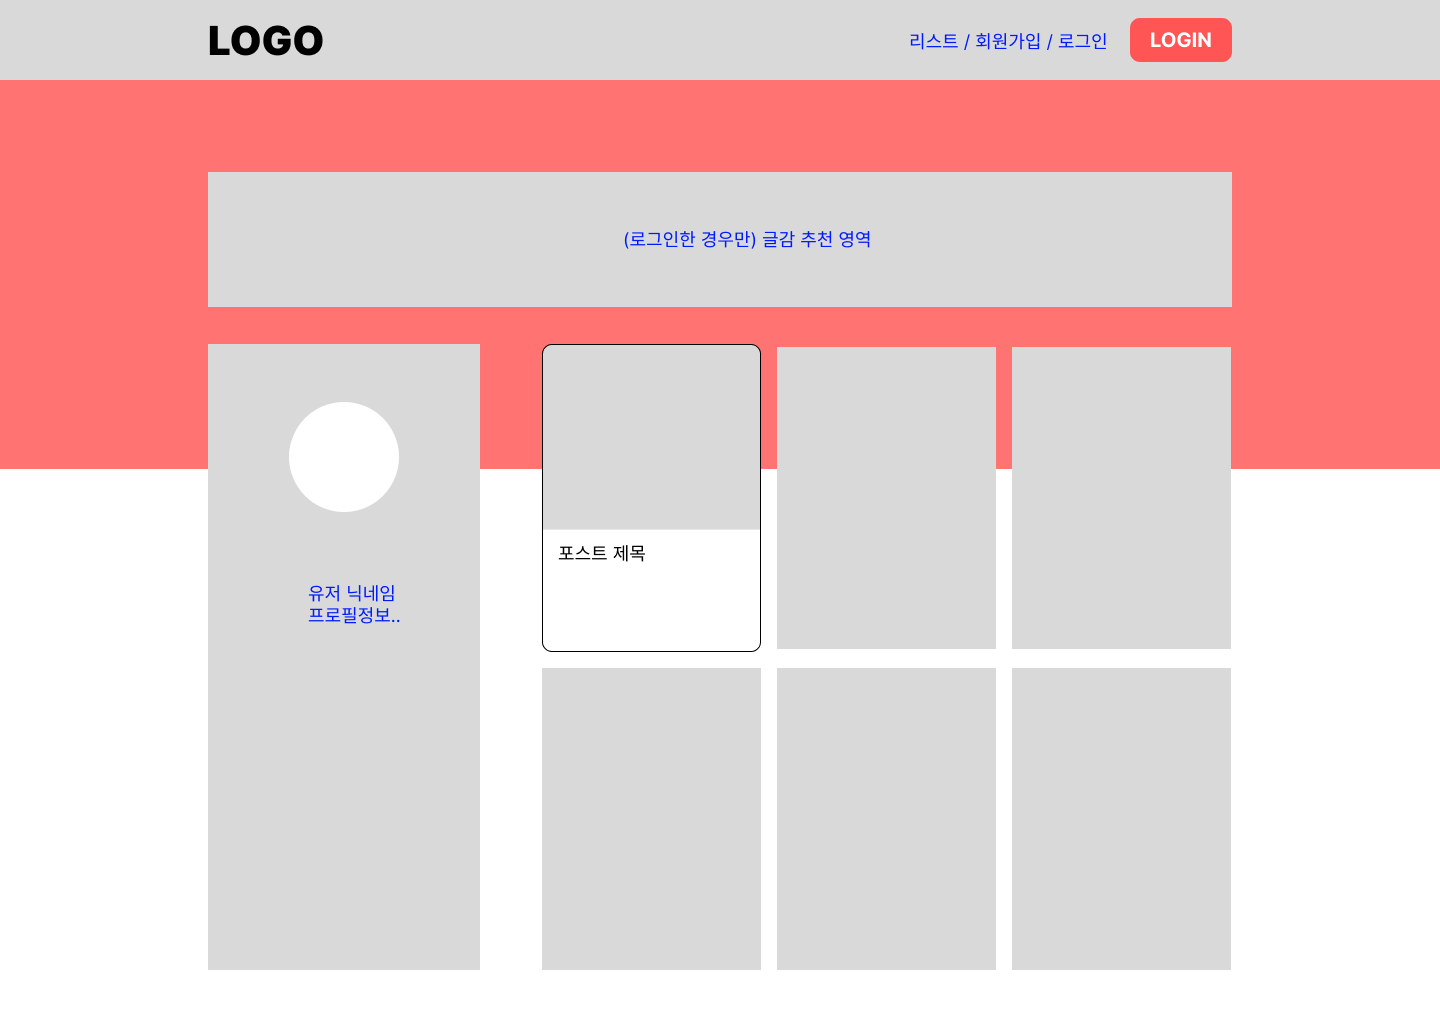 LOGO
리스트 / 회원가입 / 로그인
LOGIN
(로그인한 경우만) 글감 추천 영역
포스트 제목
유저 닉네임
프로필정보..